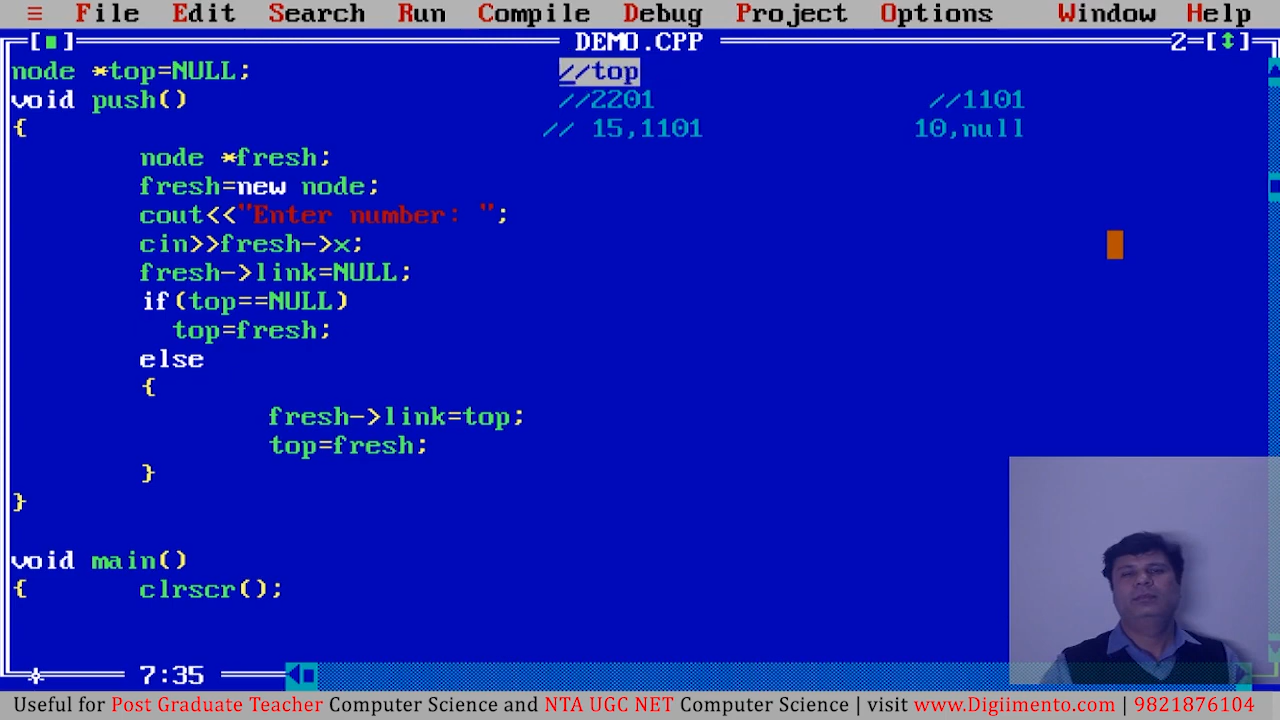 ≡ File Edit Search Run Compile Debug Project Options Window Help
[■] DEMO.CPP 2=[↕]
node *top=NULL; //top
void push() //2201 //1101
{ // 15,1101 10,null
node *fresh;
fresh=new node;
cout<<"Enter number: ";
cin>>fresh->x;
fresh->link=NULL;
if(top==NULL)
top=fresh;
else
{
fresh->link=top;
top=fresh;
}
}
void main()
{ clrscr();
7:35
Useful for Post Graduate Teacher Computer Science and NTA UGC NET Computer Science | visit www.Digiimento.com | 9821876104